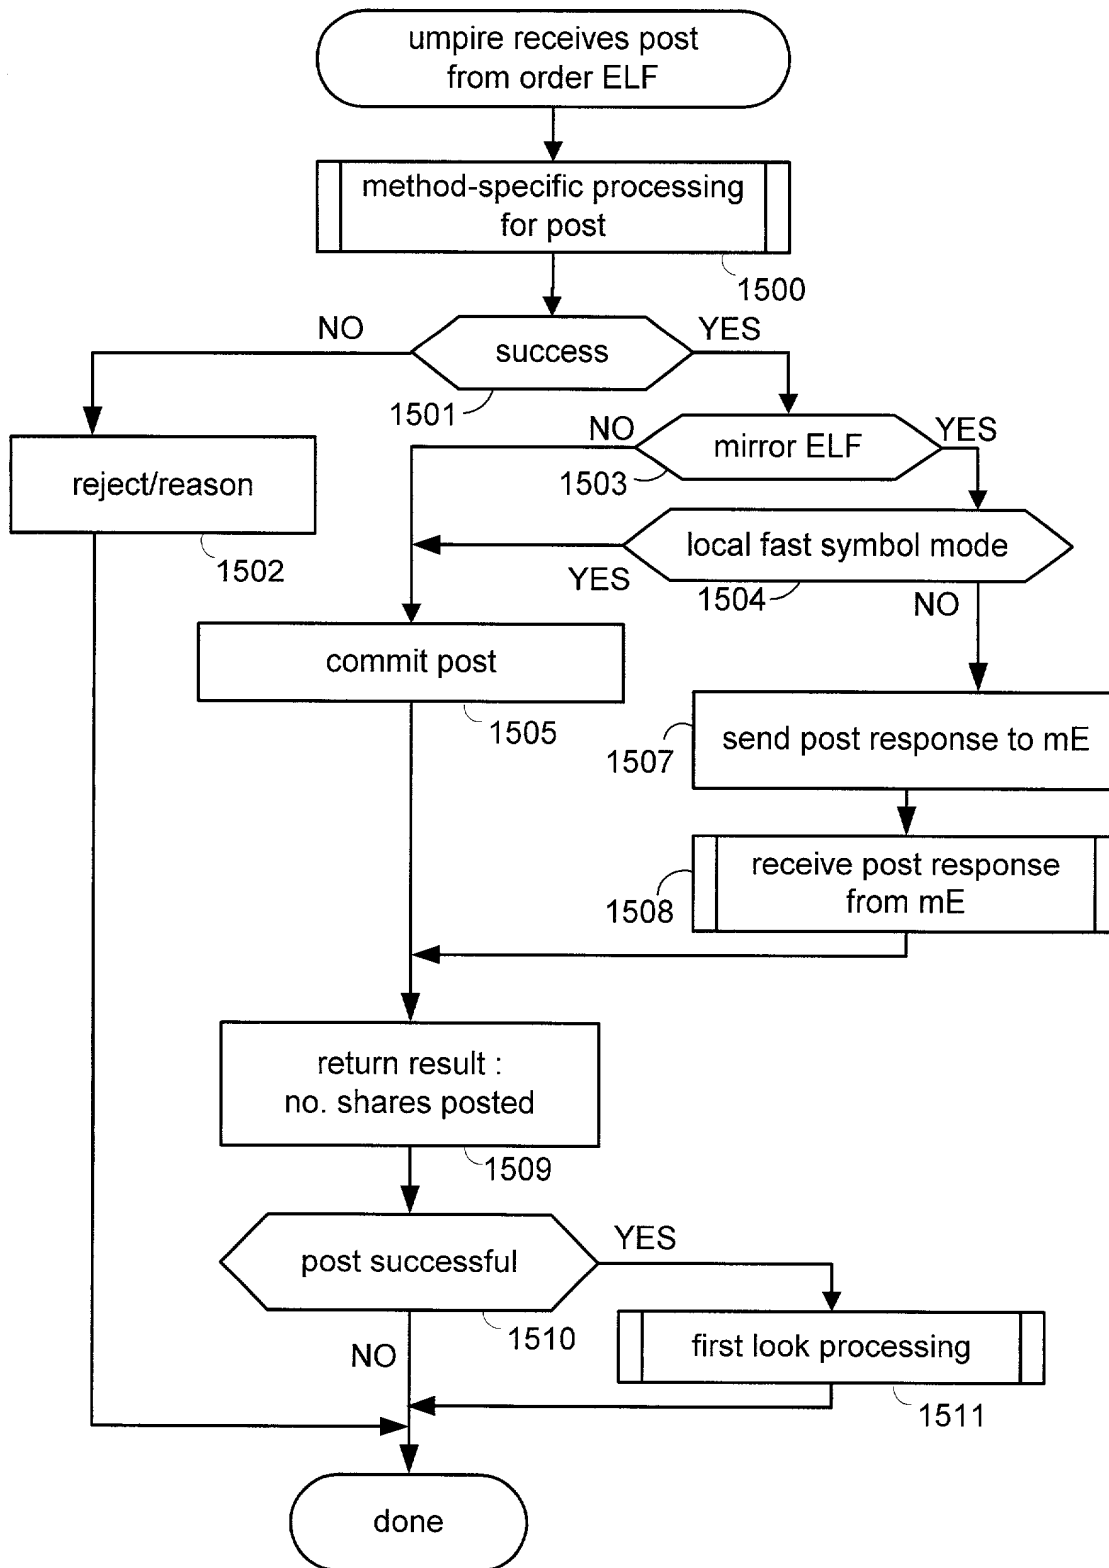 umpire receives post
from order ELF
method-specific processing
for post
1500
NO
YES
success
1501
NO
YES
mirror ELF
1503
reject/reason
1502
local fast symbol mode
YES
1504
NO
commit post
1505
send post response to mE
1507
receive post response
from mE
1508
return result :
no. shares posted
1509
YES
post successful
1510
NO
first look processing
1511
done